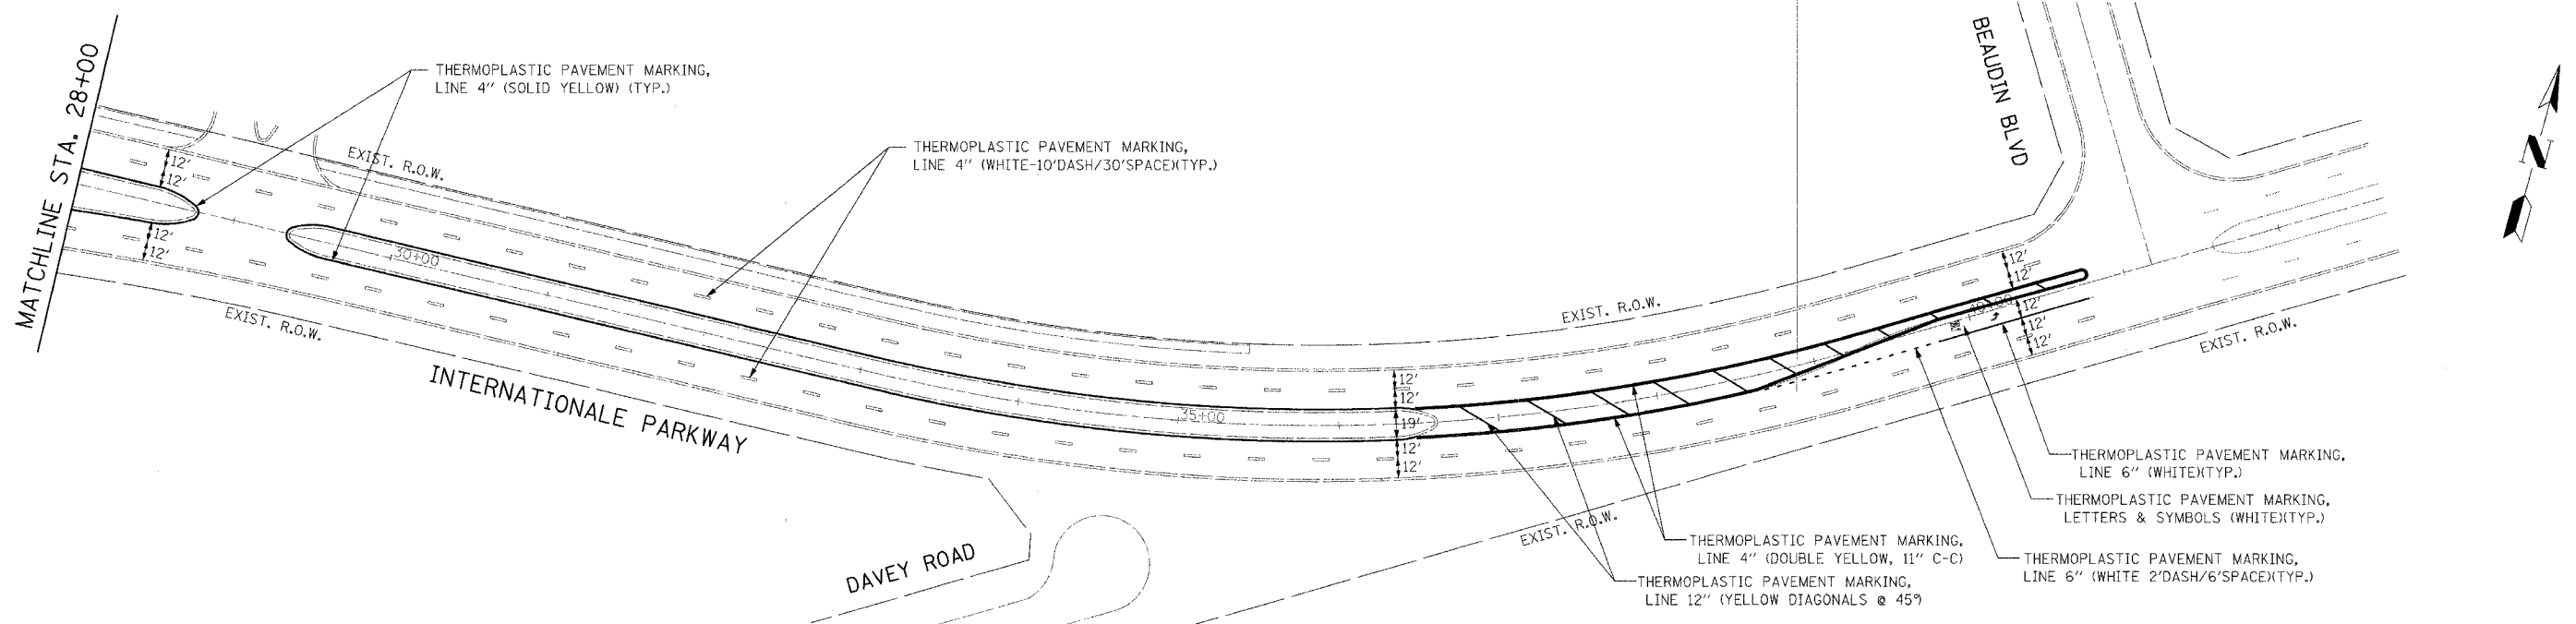 MATCHLINE STA. 28+00
THERMOPLASTIC PAVEMENT MARKING,
LINE 4" (SOLID YELLOW) (TYP.)
THERMOPLASTIC PAVEMENT MARKING,
LINE 4" (WHITE-10'DASH/30'SPACE)(TYP.)
BEAUDIN BLVD
N
EXIST. R.O.W.
12'
12'
12'
12'
30+00
EXIST. R.O.W.
INTERNATIONALE PARKWAY
35+00
12'
12'
19'
12'
12'
EXIST. R.O.W.
12'
12'
40+00
12'
12'
12'
EXIST. R.O.W.
EXIST. R.O.W.
DAVEY ROAD
THERMOPLASTIC PAVEMENT MARKING,
LINE 6" (WHITE)(TYP.)
THERMOPLASTIC PAVEMENT MARKING,
LETTERS & SYMBOLS (WHITE)(TYP.)
THERMOPLASTIC PAVEMENT MARKING,
LINE 4" (DOUBLE YELLOW, 11" C-C)
THERMOPLASTIC PAVEMENT MARKING,
LINE 6" (WHITE 2'DASH/6'SPACE)(TYP.)
THERMOPLASTIC PAVEMENT MARKING,
LINE 12" (YELLOW DIAGONALS @ 45°)